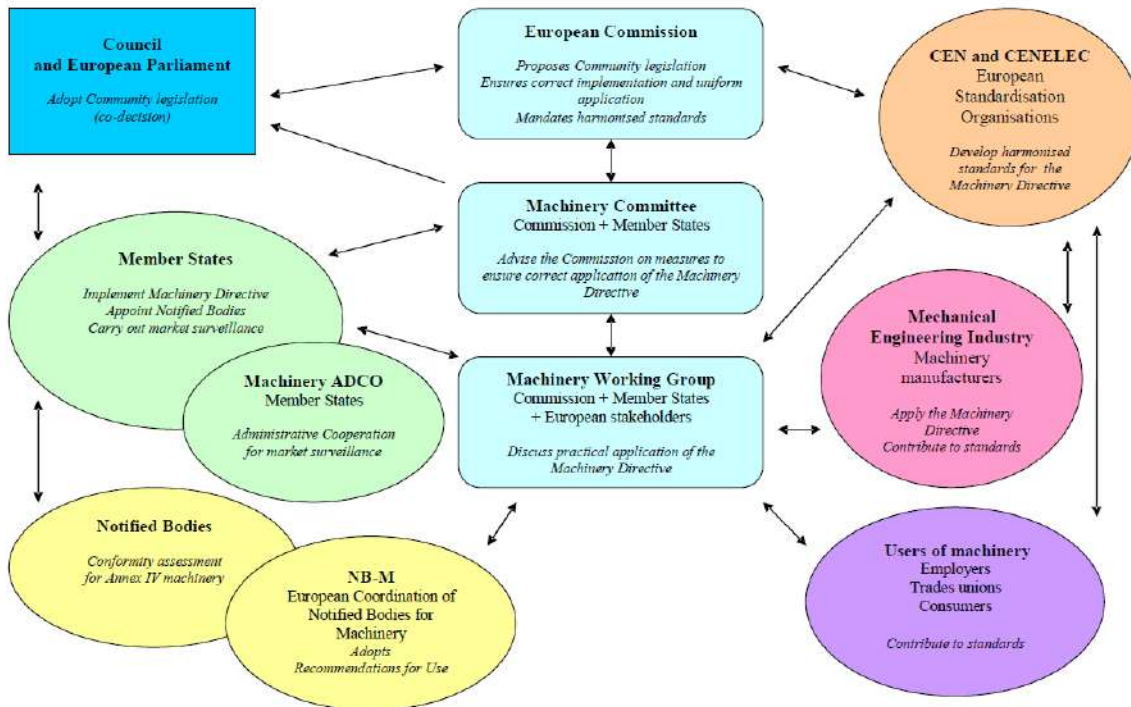 Council
and European Parliament
Adopt Community legislation
(co-decision)
European Commission
Proposes Community legislation
Ensures correct implementation and uniform
application
Mandates harmonised standards
CEN and CENELEC
European
Standardisation
Organisations
Develop harmonised
standards for the
Machinery Directive
Machinery Committee
Commission + Member States
Advise the Commission on measures to
ensure correct application of the Machinery
Directive
Member States
Implement Machinery Directive
Appoint Notified Bodies
Carry out market surveillance
Machinery ADCO
Member States
Administrative Cooperation
for market surveillance
Machinery Working Group
Commission + Member States
+ European stakeholders
Discuss practical application of the
Machinery Directive
Mechanical
Engineering Industry
Machinery
manufacturers
Apply the Machinery
Directive
Contribute to standards
Notified Bodies
Conformity assessment
for Annex IV machinery
NB-M
European Coordination of
Notified Bodies for
Machinery
Adopts
Recommendations for Use
Users of machinery
Employers
Trades unions
Consumers
Contribute to standards